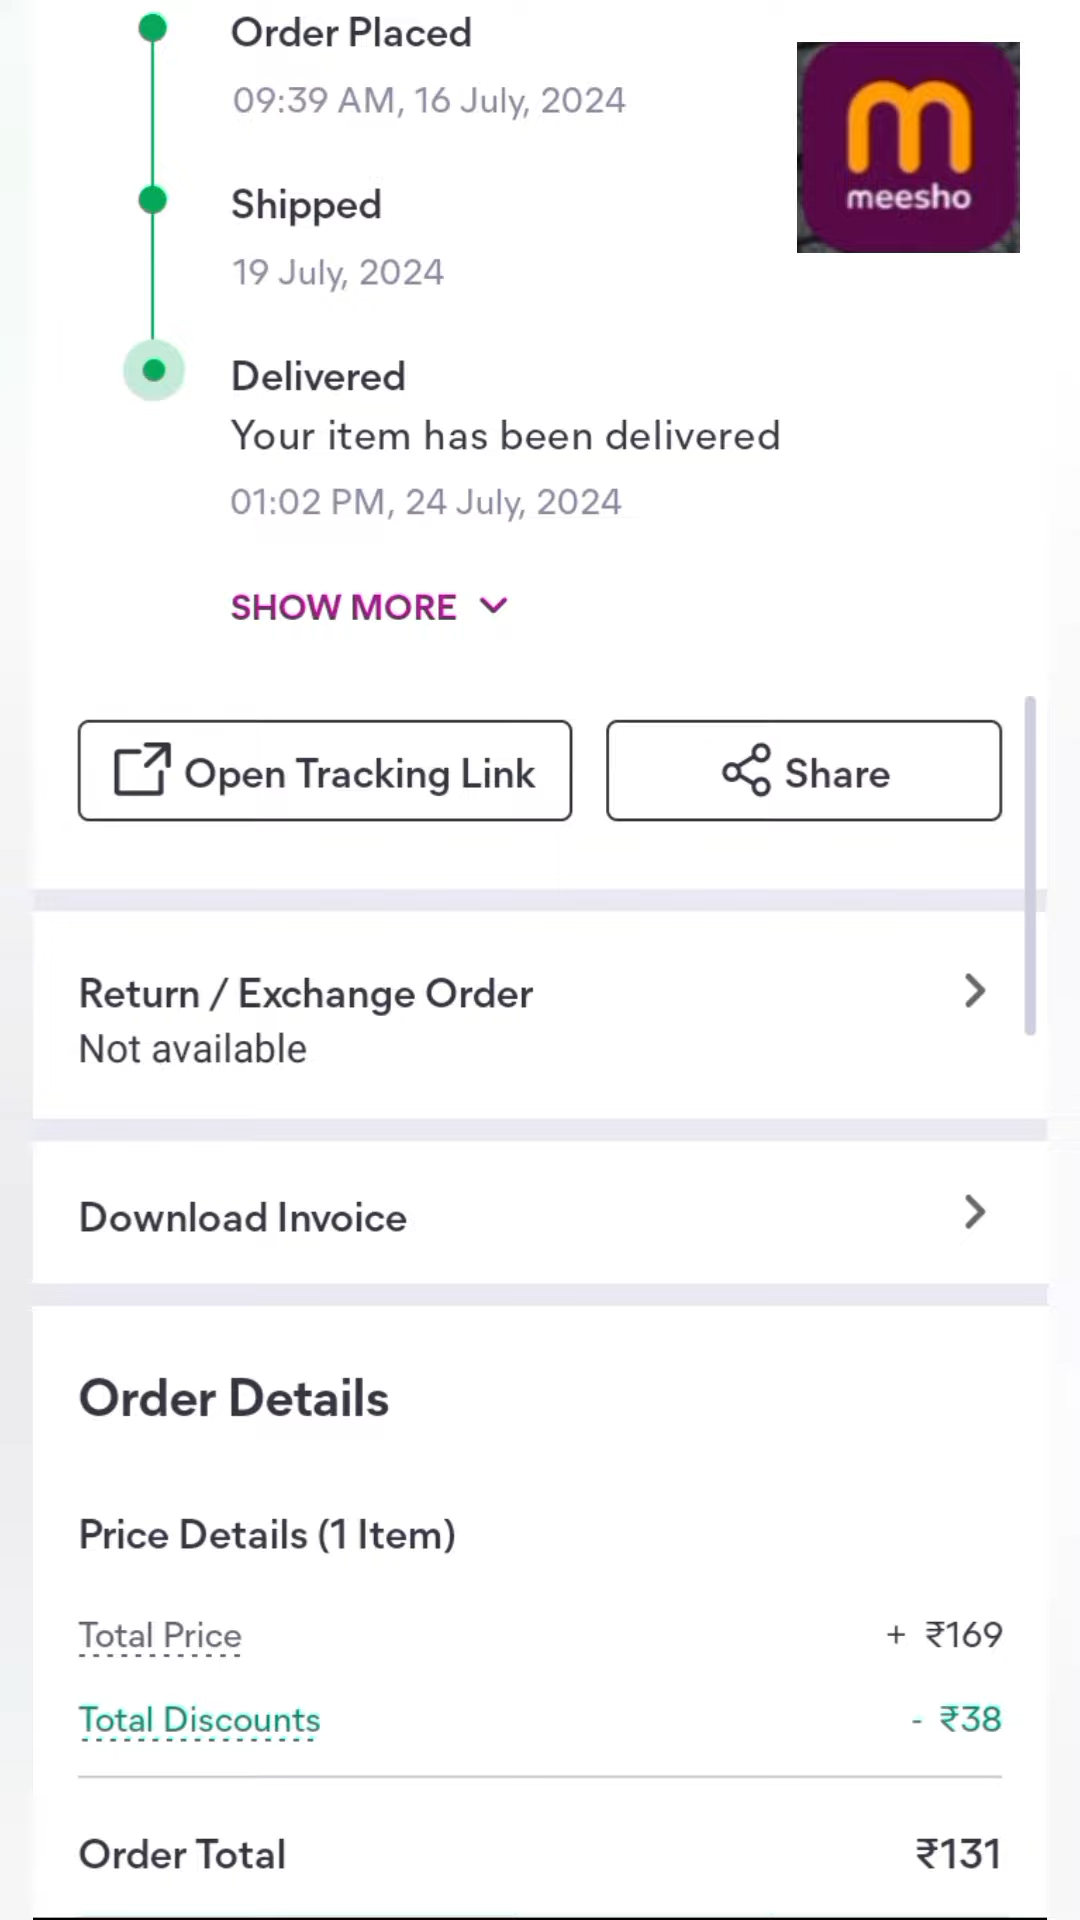 Order Placed
09:39 AM, 16 July, 2024
meesho
Shipped
19 July, 2024
Delivered
Your item has been delivered
01:02 PM, 24 July, 2024
SHOW MORE
Open Tracking Link
Share
Return / Exchange Order
Not available
Download Invoice
Order Details
Price Details (1 Item)
Total Price + ₹169
Total Discounts - ₹38
Order Total ₹131